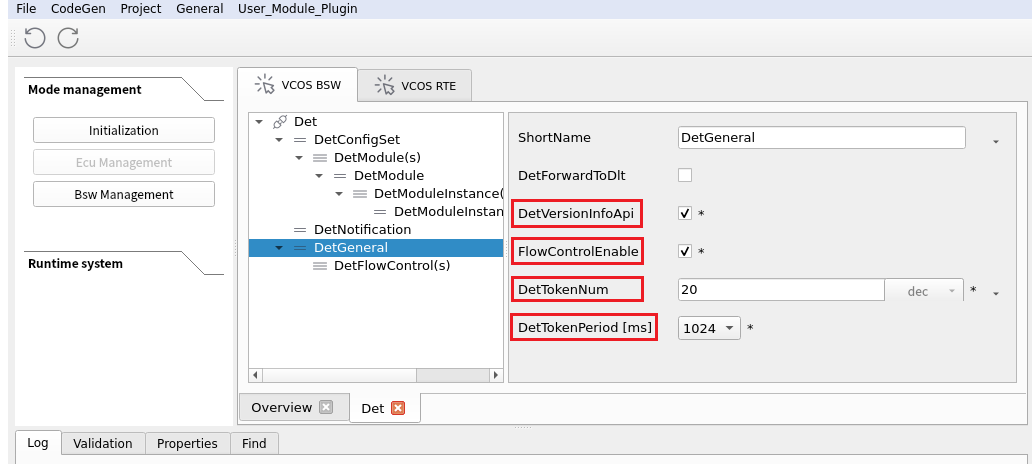 File CodeGen Project General User_Module_Plugin
Mode management
Initialization
Ecu Management
Bsw Management
Runtime system
VCOS BSW VCOS RTE
Det
DetConfigSet
DetModule(s)
DetModule
DetModuleInstance(
DetModuleInstan
DetNotification
DetGeneral
DetFlowControl(s)
ShortName DetGeneral
DetForwardToDlt
DetVersionInfoApi *
FlowControlEnable *
DetTokenNum 20 dec *
DetTokenPeriod [ms] 1024 *
Overview Det
Log Validation Properties Find